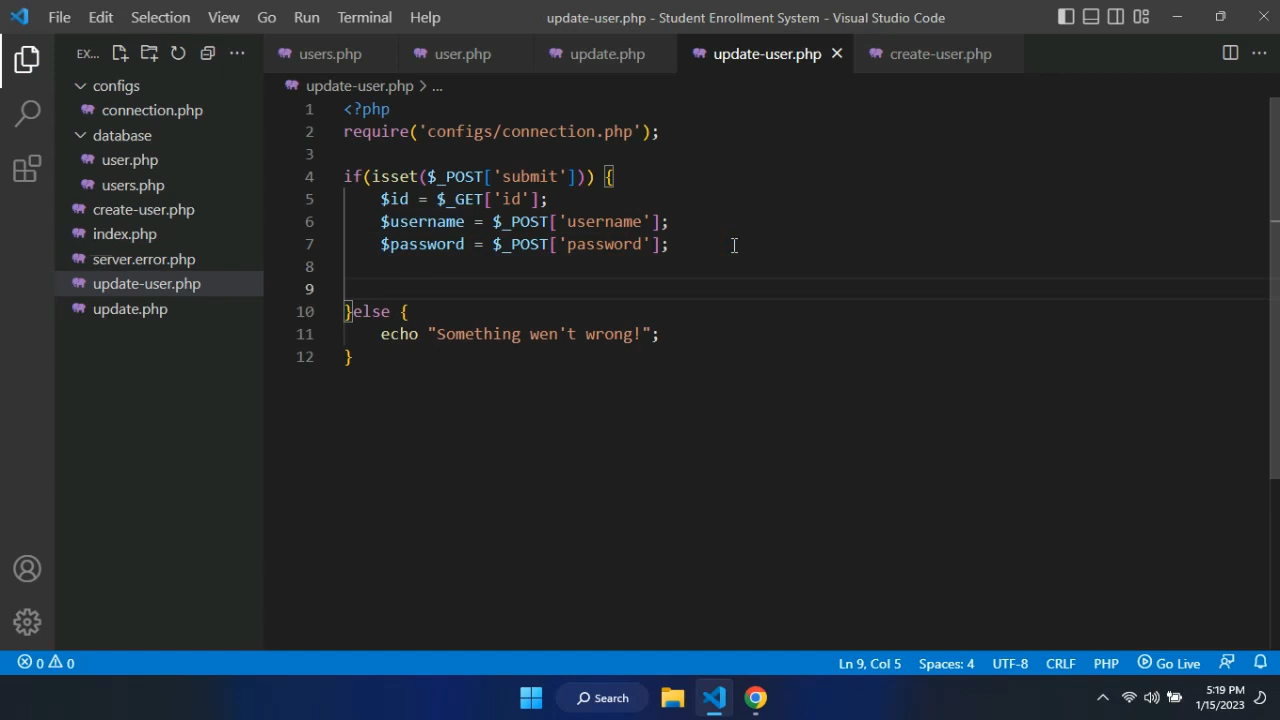 File Edit Selection View Go Run Terminal Help
update-user.php - Student Enrollment System - Visual Studio Code
EX...
users.php user.php update.php update-user.php create-user.php
configs
connection.php
database
user.php
users.php
create-user.php
index.php
server.error.php
update-user.php
update.php
update-user.php > ...
1 <?php
2 require('configs/connection.php');
3
4 if(isset($_POST['submit'])) {
5 $id = $_GET['id'];
6 $username = $_POST['username'];
7 $password = $_POST['password'];
8
9
10 }else {
11 echo "Something wen't wrong!";
12 }
0 0
Ln 9, Col 5 Spaces: 4 UTF-8 CRLF PHP Go Live
Search
5:19 PM
1/15/2023